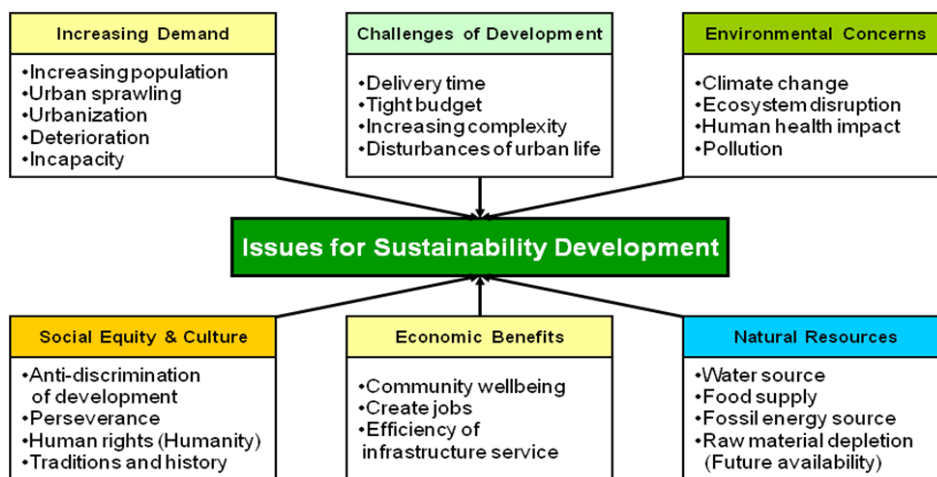 Increasing Demand
•Increasing population
•Urban sprawling
•Urbanization
•Deterioration
•Incapacity
Challenges of Development
•Delivery time
•Tight budget
•Increasing complexity
•Disturbances of urban life
Environmental Concerns
•Climate change
•Ecosystem disruption
•Human health impact
•Pollution
Issues for Sustainability Development
Social Equity & Culture
•Anti-discrimination
of development
•Perseverance
•Human rights (Humanity)
•Traditions and history
Economic Benefits
•Community wellbeing
•Create jobs
•Efficiency of
infrastructure service
Natural Resources
•Water source
•Food supply
•Fossil energy source
•Raw material depletion
(Future availability)